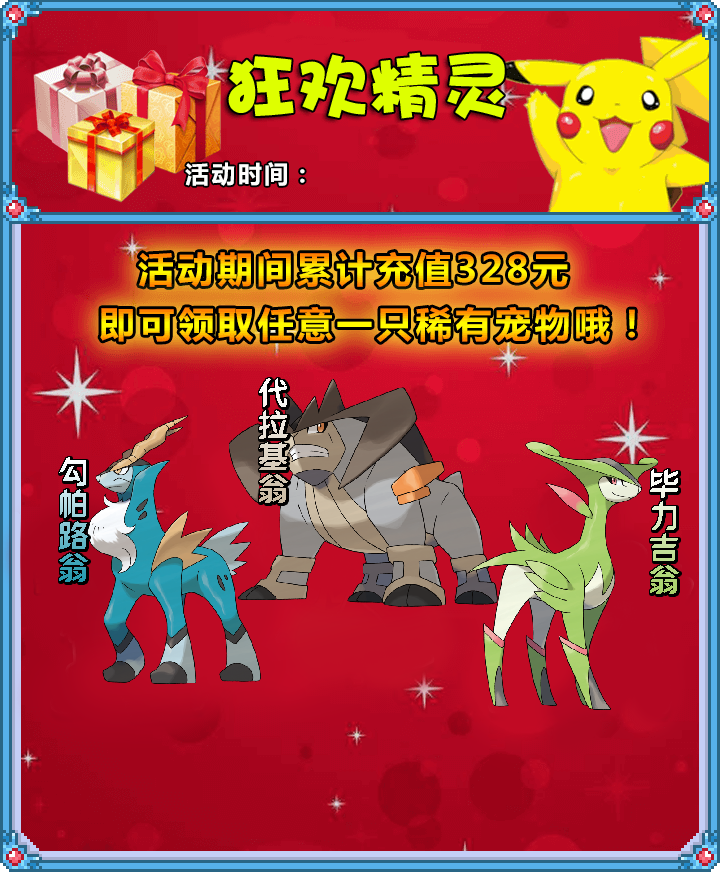 狂欢精灵
活动时间：
活动期间累计充值328元
即可领取任意一只稀有宠物哦！
代拉基翁
勾帕路翁
毕力吉翁